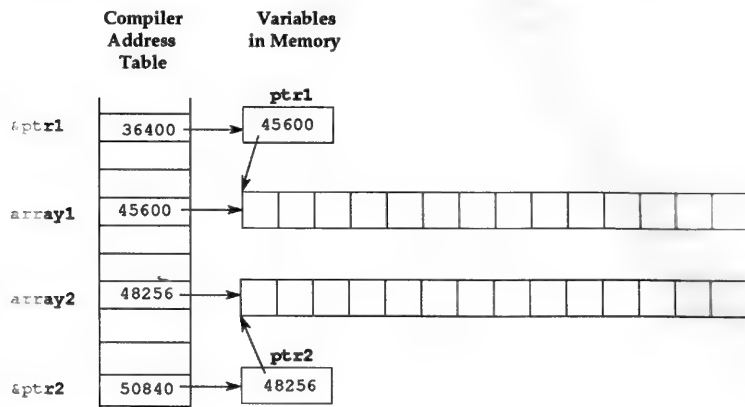 Compiler
Address
Table
Variables
in Memory
ptr1
&ptr1 36400 45600
array1 45600
array2 48256
ptr2
&ptr2 50840 48256